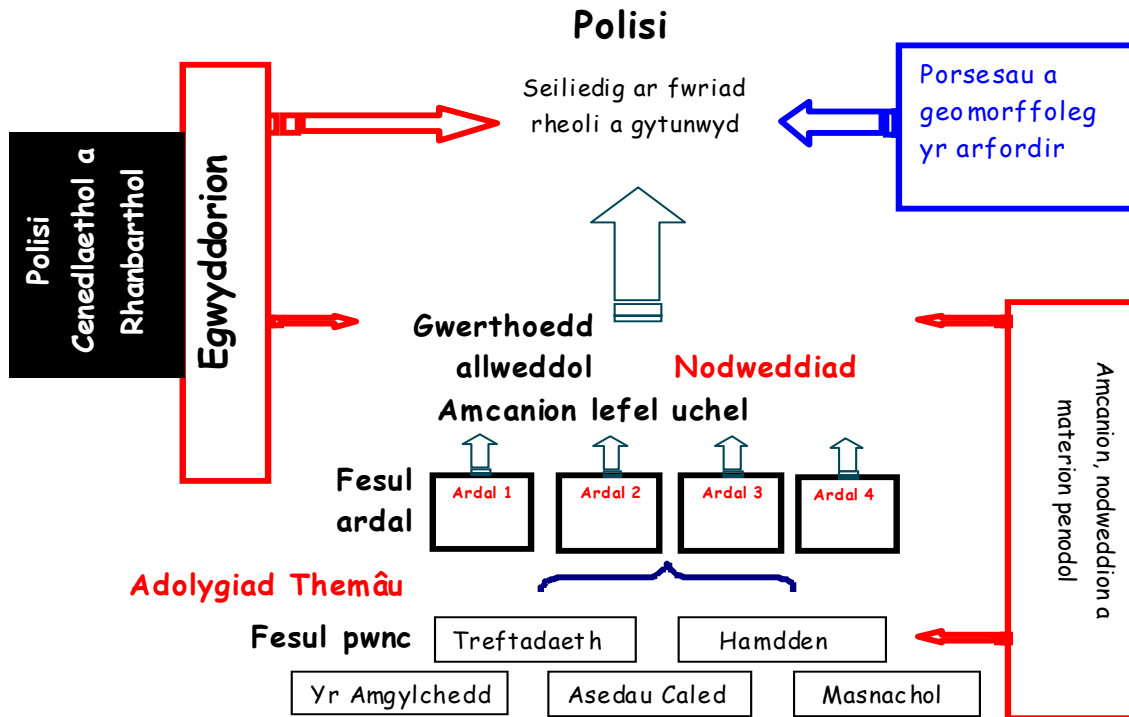 Polisi
Seiliedig ar fwriad
rheoli a gytunwyd
Porsesau a
geomorffoleg
yr arfordir
Polisi
Cenedlaethol a
Rhanbarthol
Egwyddorion
Gwerthoedd
allweddol
Nodweddiad
Amcanion lefel uchel
Fesul
ardal
Ardal 1
Ardal 2
Ardal 3
Ardal 4
Amcanion, nodweddion a
materion penodol
Adolygiad Themâu
Fesul pwnc
Treftadaeth
Hamdden
Yr Amgylchedd
Asedau Caled
Masnachol